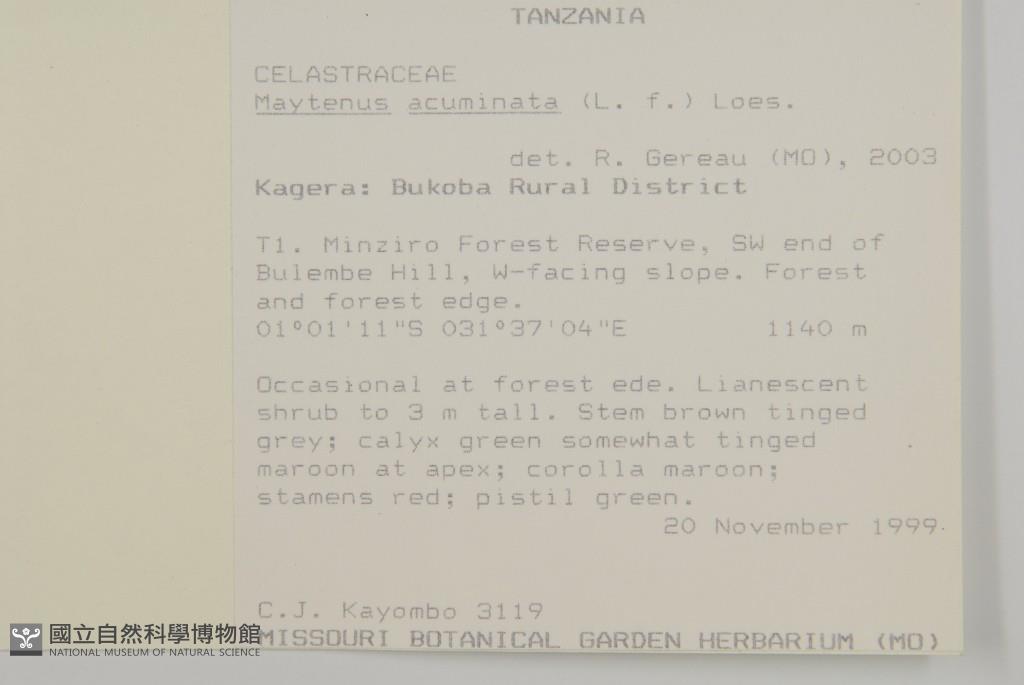 TANZANIA
CELASTRACEAE
Maytenus acuminata (L. f.) Loes.
det. R. Gereau (MO), 2003
Kagera: Bukoba Rural District
T1. Minziro Forest Reserve, SW end of
Bulembe Hill, W-facing slope. Forest
and forest edge.
01°01'11"S 031°37'04"E 1140 m
Occasional at forest ede. Lianescent
shrub to 3 m tall. Stem brown tinged
grey; calyx green somewhat tinged
maroon at apex; corolla maroon;
stamens red; pistil green.
20 November 1999
C.J. Kayombo 3119
MISSOURI BOTANICAL GARDEN HERBARIUM (MO)
國立自然科學博物館
NATIONAL MUSEUM OF NATURAL SCIENCE